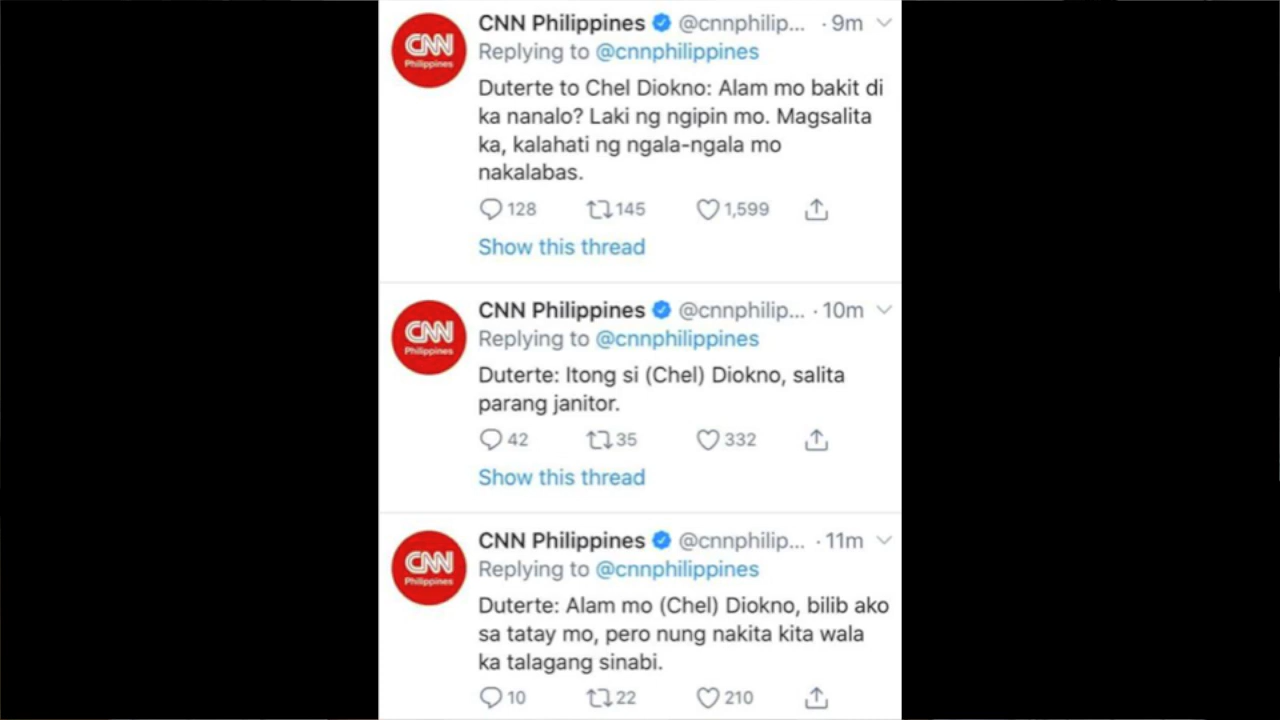 CNN Philippines @cnnphilip... · 9m
Replying to @cnnphilippines
Duterte to Chel Diokno: Alam mo bakit di
ka nanalo? Laki ng ngipin mo. Magsalita
ka, kalahati ng ngala-ngala mo
nakalabas.
128 145 1,599
Show this thread
CNN Philippines
CNN Philippines @cnnphilip... · 10m
Replying to @cnnphilippines
Duterte: Itong si (Chel) Diokno, salita
parang janitor.
42 35 332
Show this thread
CNN Philippines
CNN Philippines @cnnphilip... · 11m
Replying to @cnnphilippines
Duterte: Alam mo (Chel) Diokno, bilib ako
sa tatay mo, pero nung nakita kita wala
ka talagang sinabi.
10 22 210
CNN Philippines